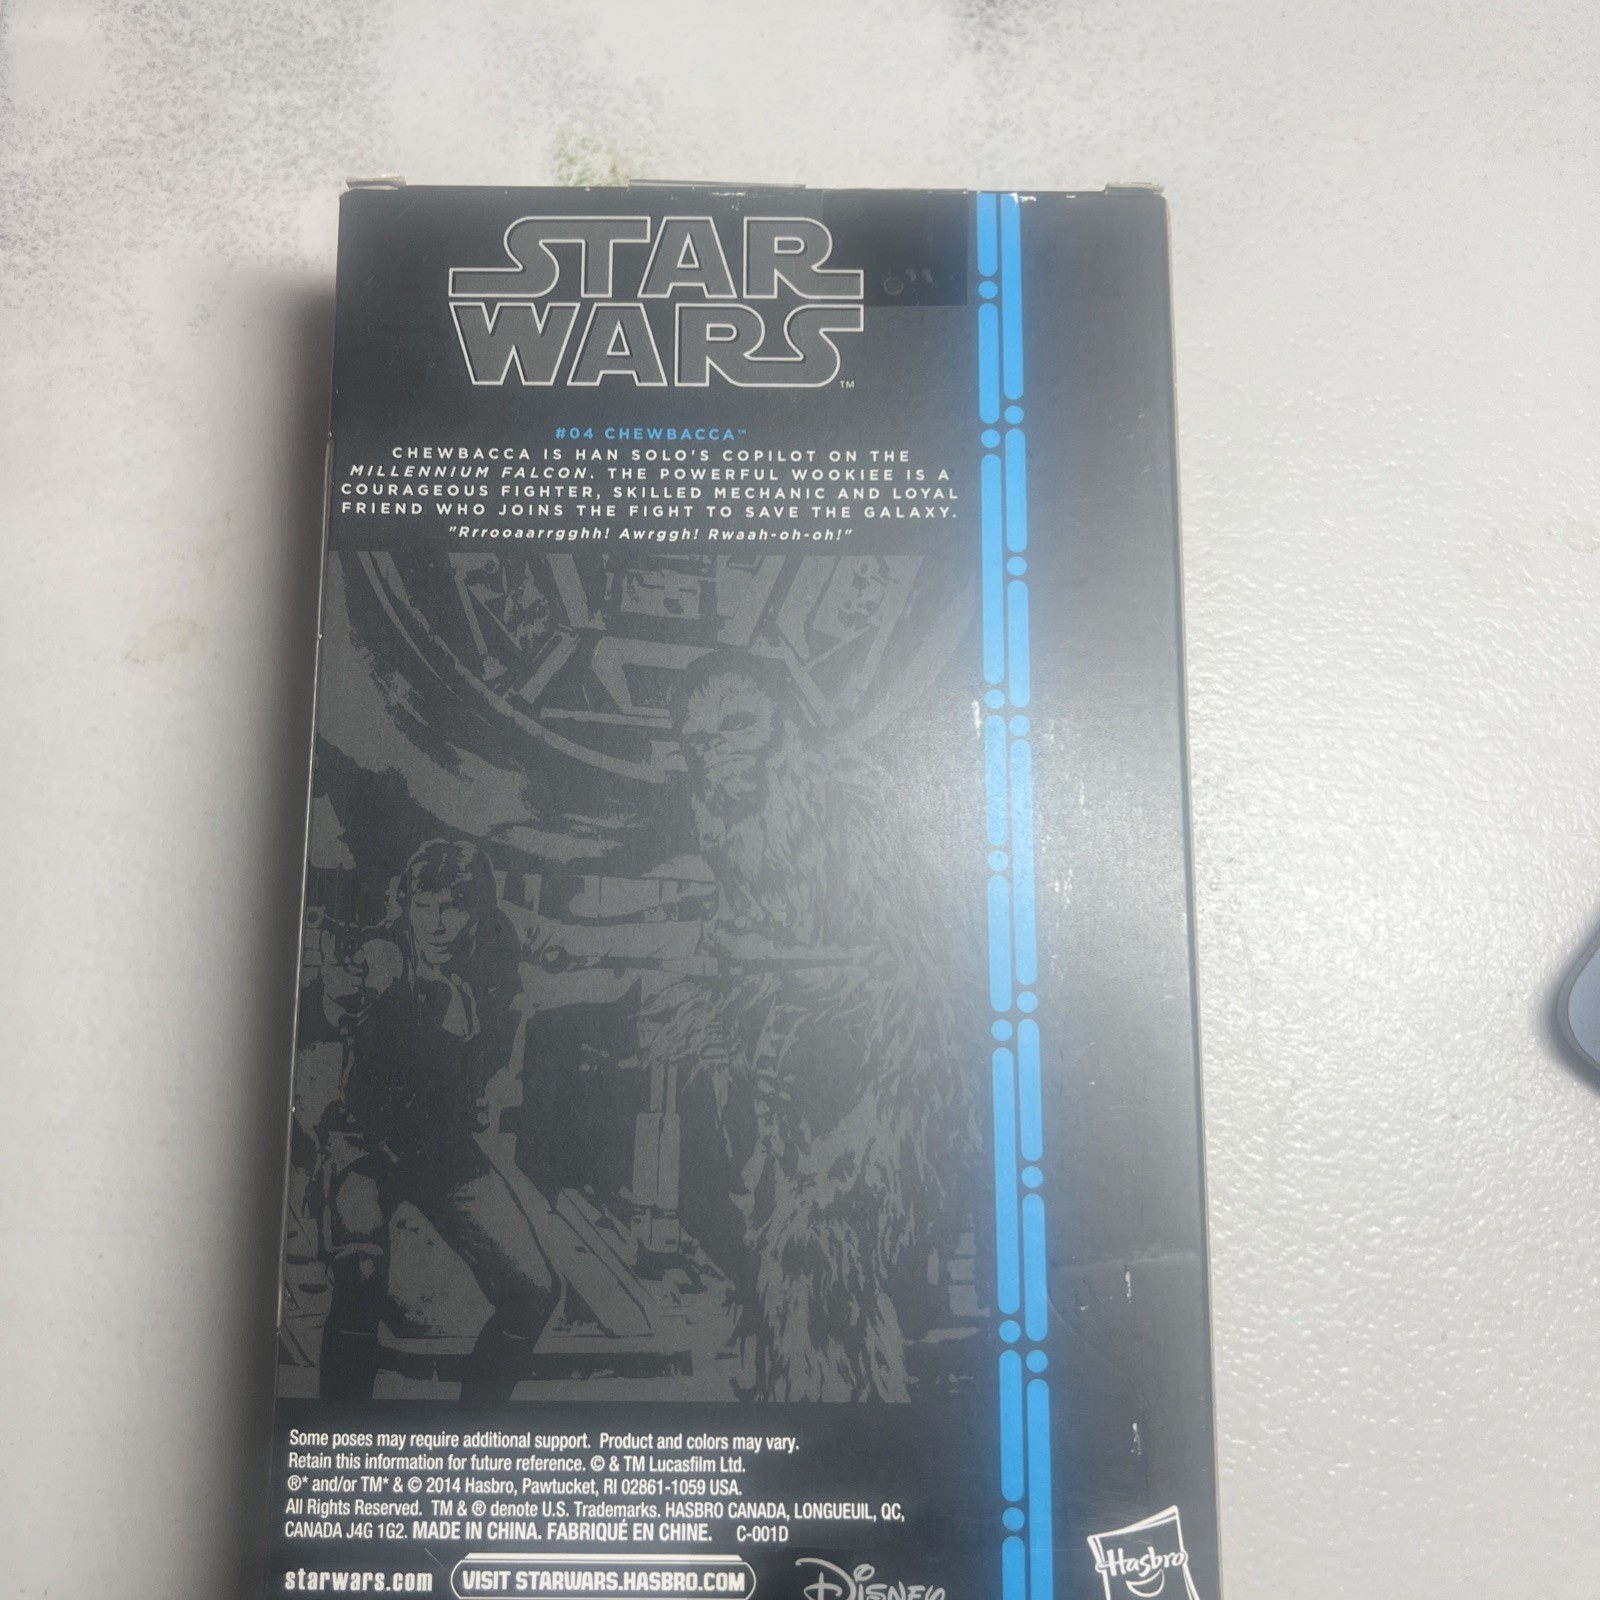 STAR
WARS™
#04 CHEWBACCA™
CHEWBACCA IS HAN SOLO'S COPILOT ON THE
MILLENNIUM FALCON. THE POWERFUL WOOKIEE IS A
COURAGEOUS FIGHTER, SKILLED MECHANIC AND LOYAL
FRIEND WHO JOINS THE FIGHT TO SAVE THE GALAXY.
"Rrrooaarrgghh! Awrggh! Rwaah-oh-oh!"
Some poses may require additional support. Product and colors may vary.
Retain this information for future reference. © & TM Lucasfilm Ltd.
®* and/or TM* & © 2014 Hasbro, Pawtucket, RI 02861-1059 USA.
All Rights Reserved. TM & ® denote U.S. Trademarks. HASBRO CANADA, LONGUEUIL, QC,
CANADA J4G 1G2. MADE IN CHINA. FABRIQUÉ EN CHINE. C-001D
starwars.com VISIT STARWARS.HASBRO.COM DISNEY
Hasbro